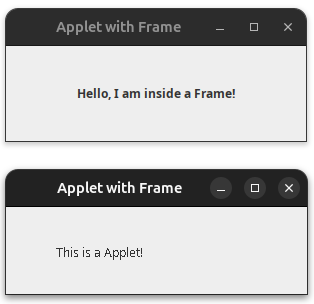 Applet with Frame
Hello, I am inside a Frame!
Applet with Frame
This is a Applet!